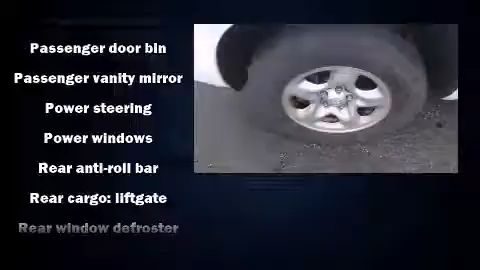 Passenger door bin
Passenger vanity mirror
Power steering
Power windows
Rear anti-roll bar
Rear cargo: liftgate
Rear window defroster